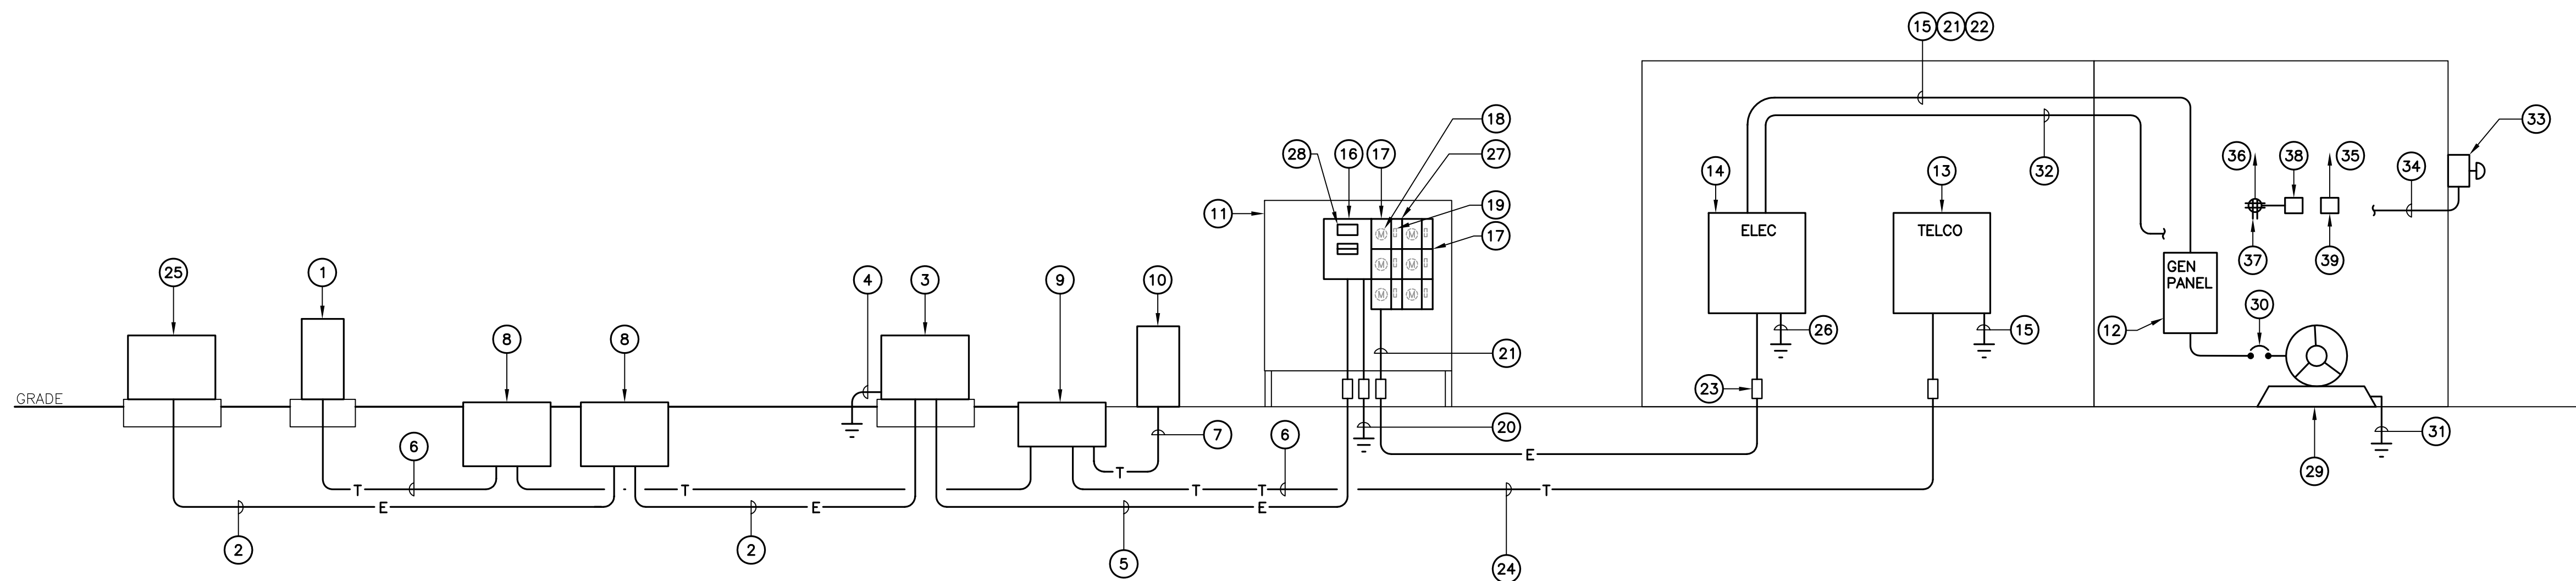 15 21 22
33
18
28 16 17 27
36 38 35 34
14 13 32
19
11
17
M M
ELEC TELCO
M M
37 39
25 1 4 3 9 10
GEN
PANEL
M M
30
8 8
26 15 12
21
23
GRADE
20
6 7 6 31
E
T
29
T T T T T
E E E
2 2 5 24